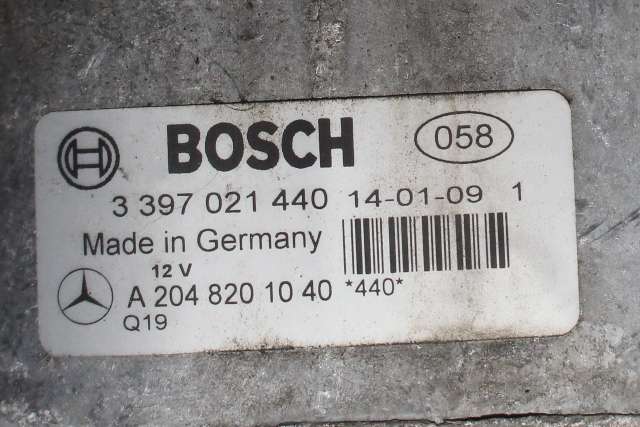 BOSCH 058
3 397 021 440 14-01-09 1
Made in Germany
12 V
A 204 820 10 40 *440*
Q19